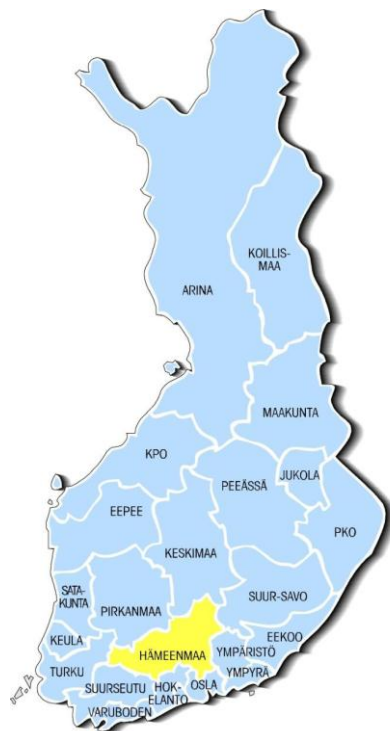 KOILLIS-
MAA
ARINA
MAAKUNTA
KPO
PEEÄSSÄ
JUKOLA
EEPEE
PKO
KESKIMAA
SATA-
KUNTA
PIRKANMAA
SUUR-SAVO
KEULA
EEKOO
HÄMEENMAA
YMPÄRISTÖ
TURKU
YMPYRÄ
SUURSEUTU
HOK-
ELANTO
OSLA
VARUBODEN